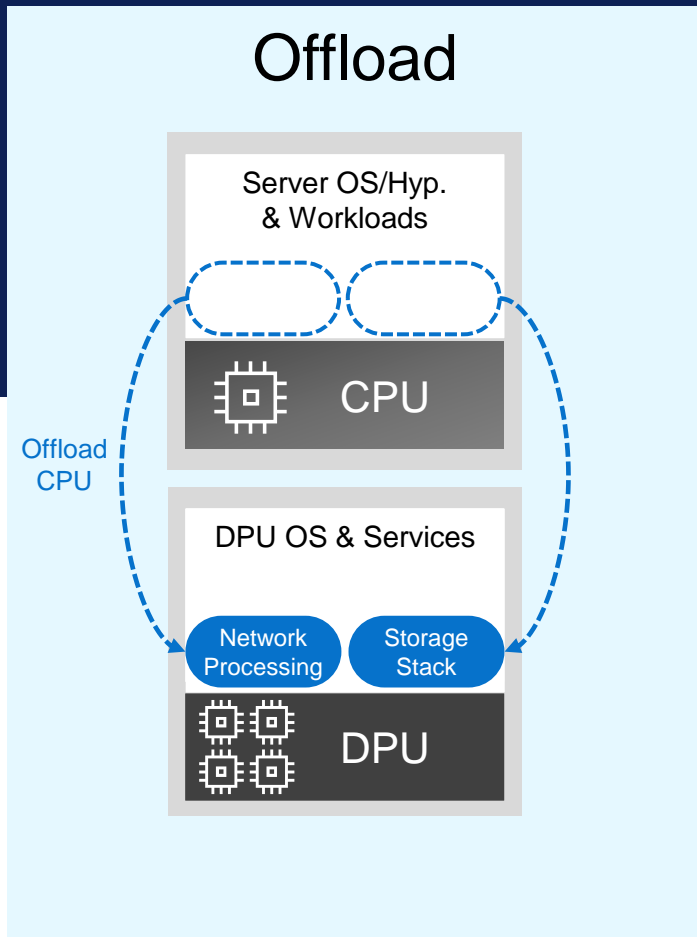 Offload
Server OS/Hyp.
& Workloads
CPU
Offload
CPU
DPU OS & Services
Network
Processing
Storage
Stack
DPU